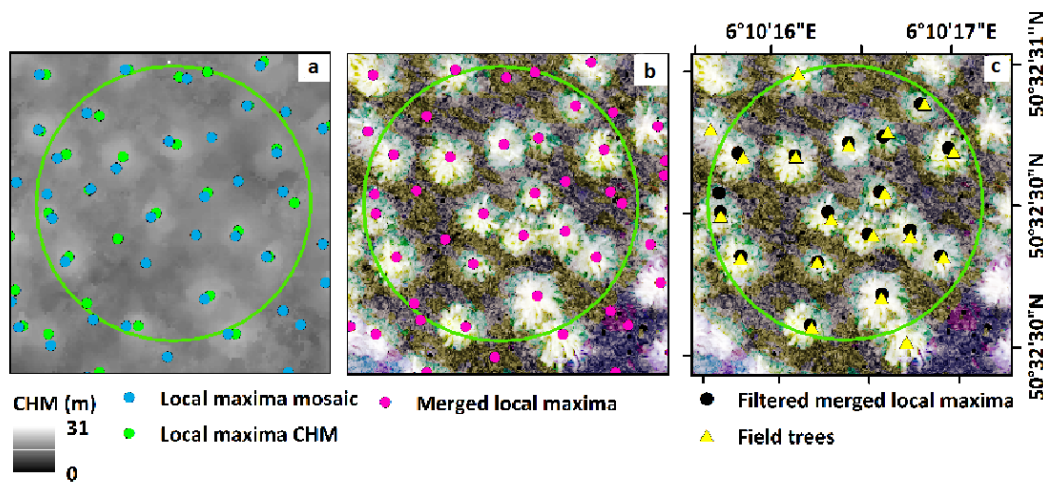 6°10'16"E 6°10'17"E
a
b
c
50°32'31"N
50°32'30"N
50°32'30"N
CHM (m)
31
0
Local maxima mosaic
Local maxima CHM
Merged local maxima
Filtered merged local maxima
Field trees